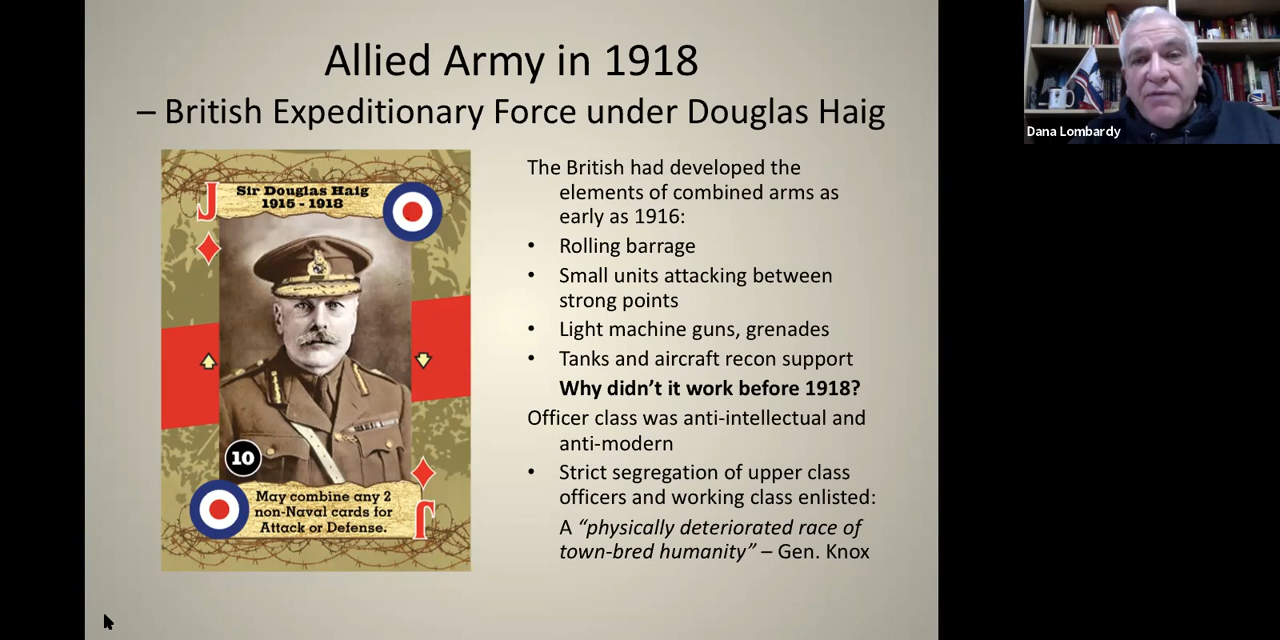 Allied Army in 1918
– British Expeditionary Force under Douglas Haig
J
Sir Douglas Haig
1915 - 1918
10
May combine any 2
non-Naval cards for
Attack or Defense.
J
The British had developed the
elements of combined arms as
early as 1916:
• Rolling barrage
• Small units attacking between
strong points
• Light machine guns, grenades
• Tanks and aircraft recon support
Why didn’t it work before 1918?
Officer class was anti-intellectual and
anti-modern
• Strict segregation of upper class
officers and working class enlisted:
A “physically deteriorated race of
town-bred humanity” – Gen. Knox
Dana Lombardy